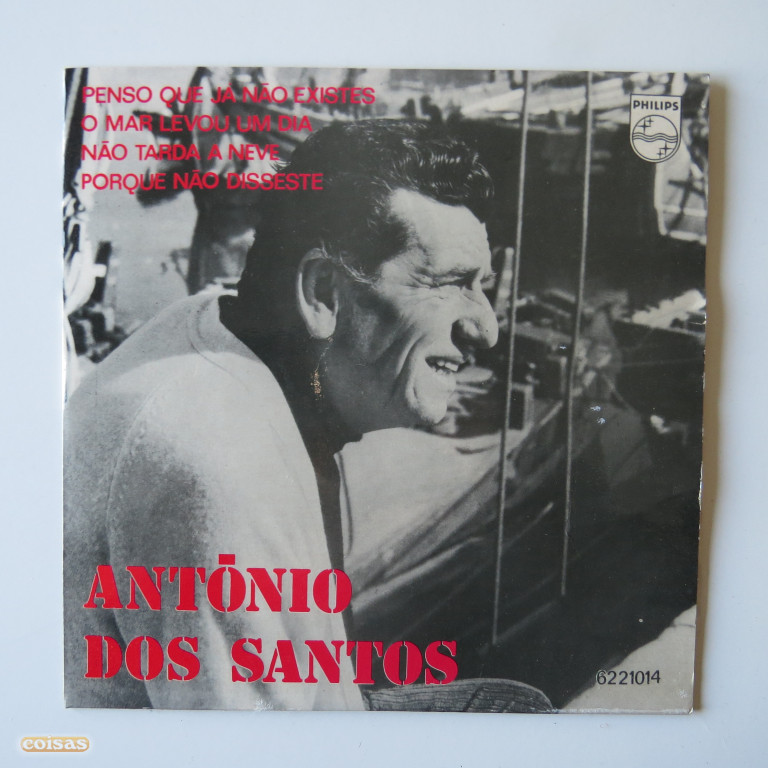 PENSO QUE JÁ NÃO EXISTES
O MAR LEVOU UM DIA
NÃO TARDA A NEVE
PORQUE NÃO DISSESTE
PHILIPS
ANTÓNIO
DOS SANTOS
6221014
coisas